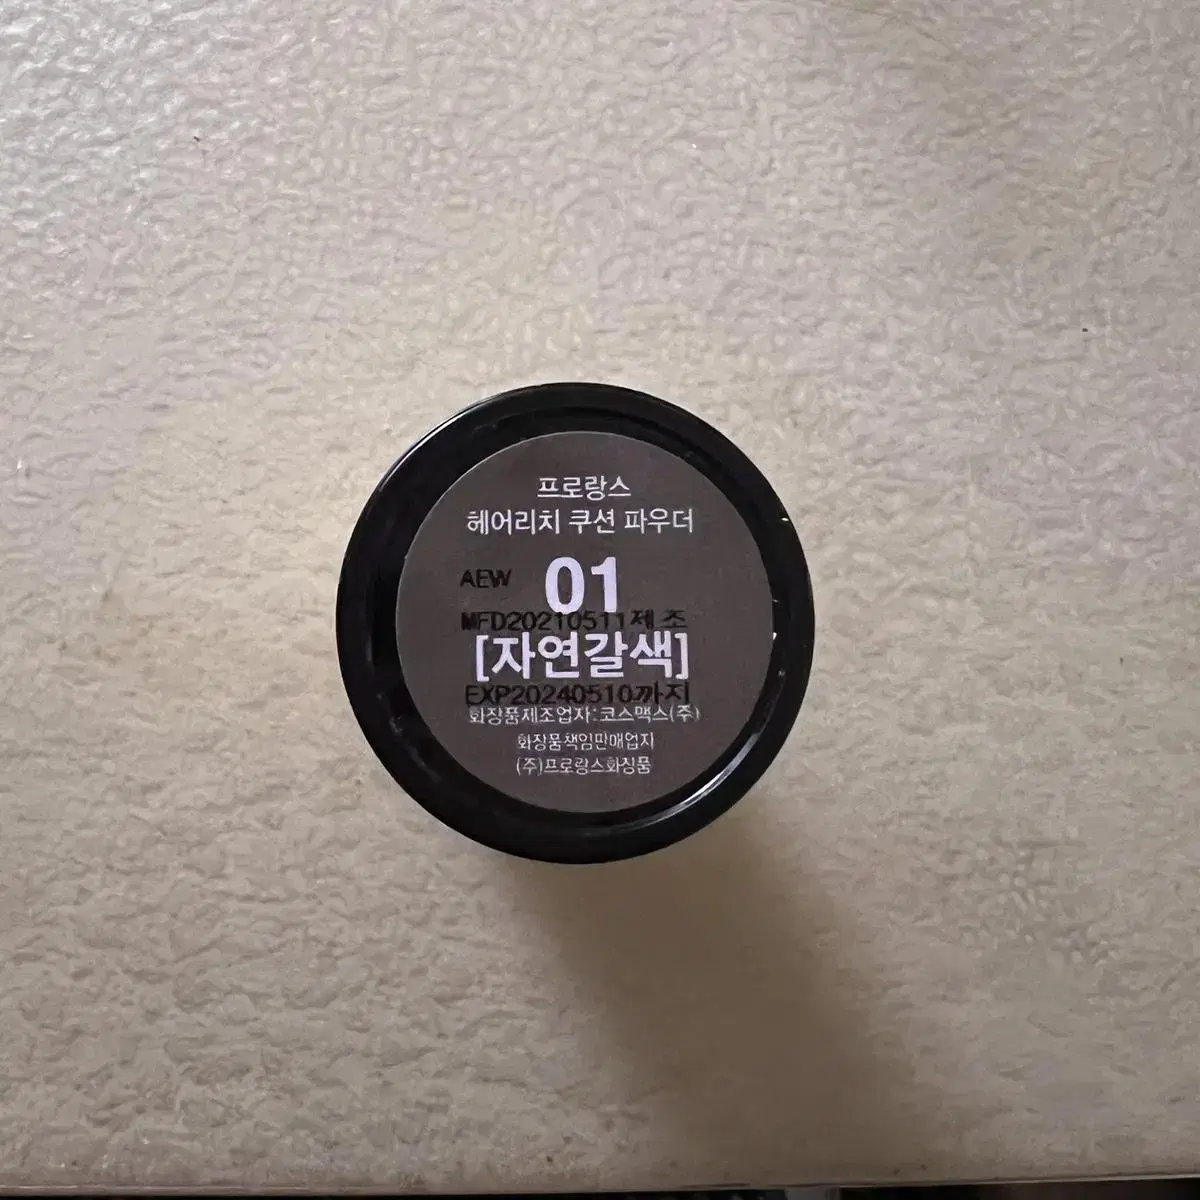 프로랑스
헤어리치 쿠션 파우더
AEW 01
MFD20210511제조
[자연갈색]
EXP20240510까지
화장품제조업자:코스맥스(주)
화장품책임판매업자
(주)프로랑스화장품